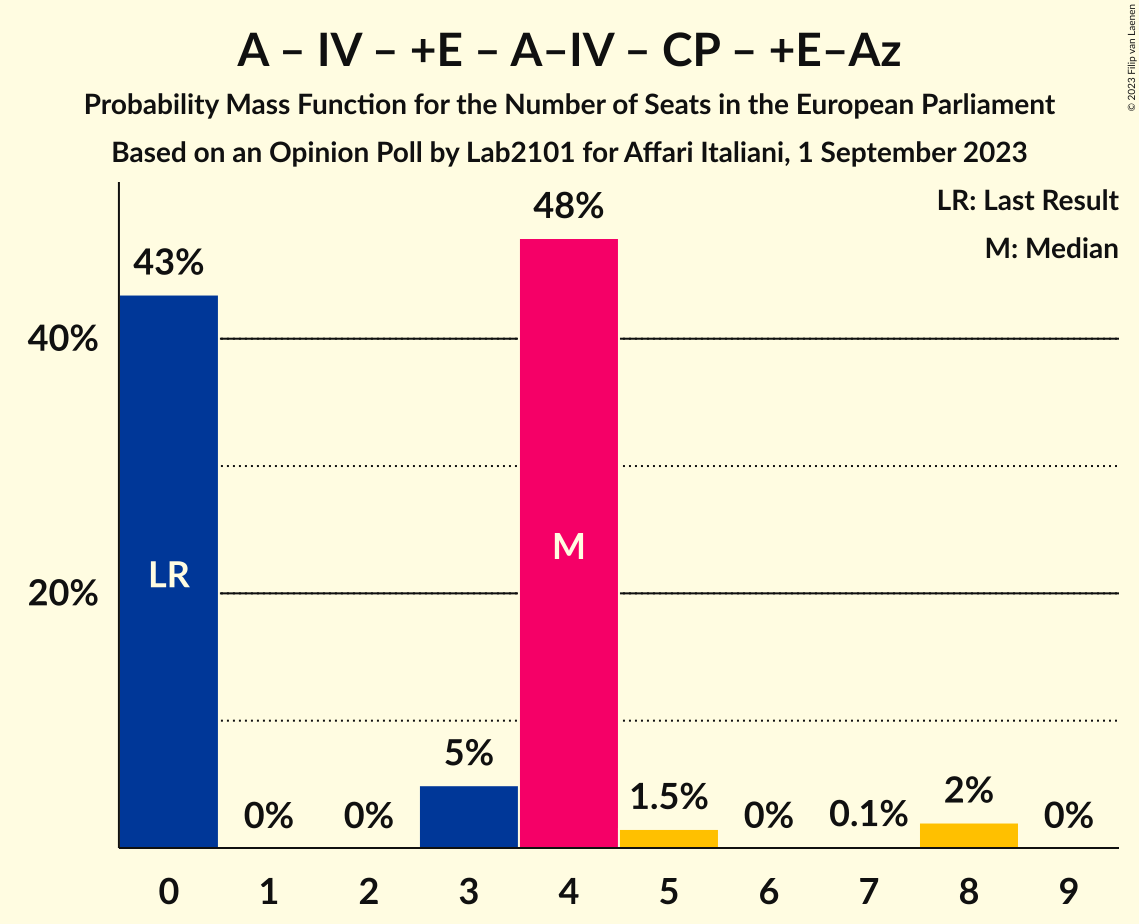 A – IV – +E – A–IV – CP – +E–Az
Probability Mass Function for the Number of Seats in the European Parliament
Based on an Opinion Poll by Lab2101 for Affari Italiani, 1 September 2023
© 2023 Filip van Laenen
LR: Last Result
M: Median
48%
43%
40%
M
LR
20%
5%
2%
1.5%
0%
0%
0%
0.1%
0%
0 1 2 3 4 5 6 7 8 9